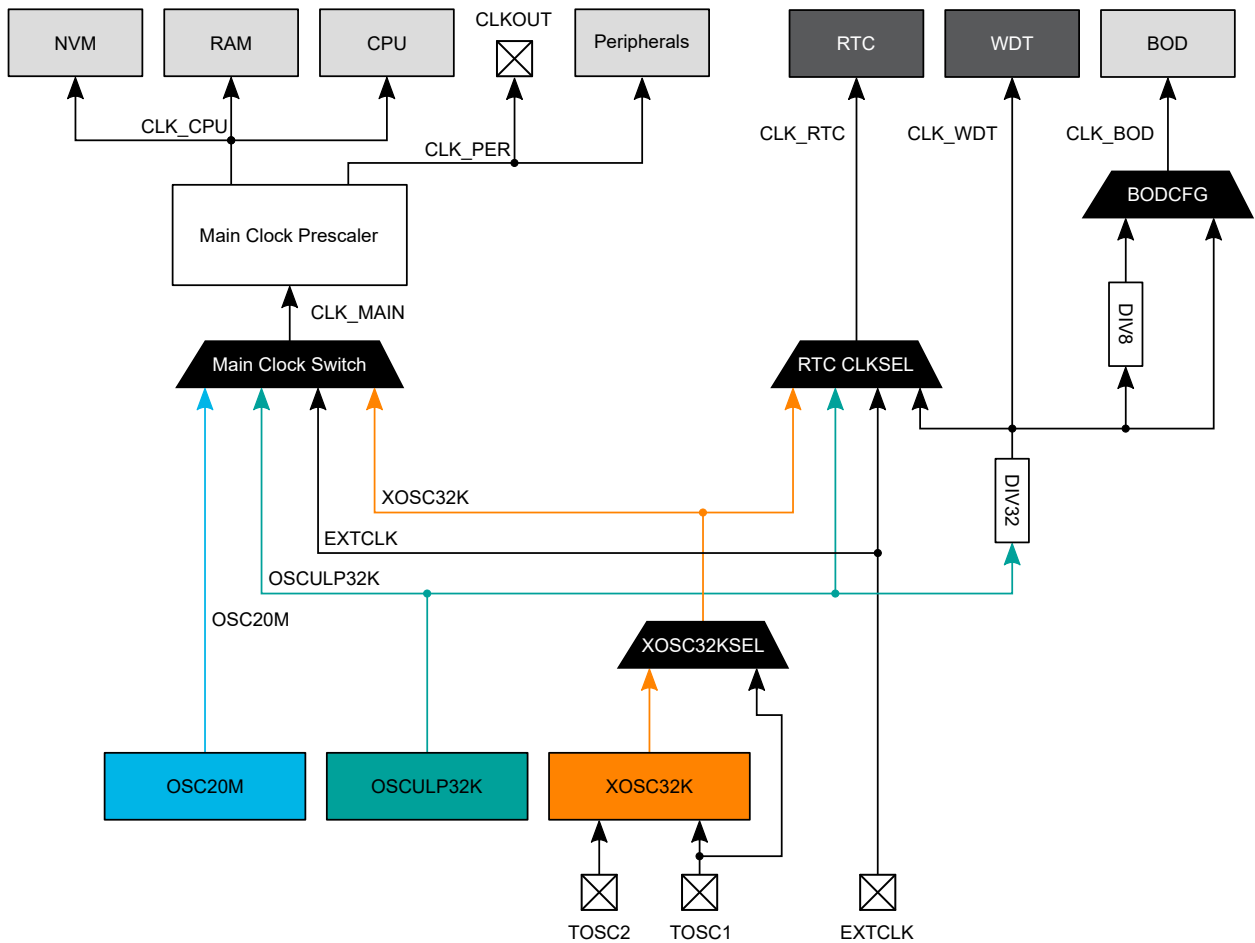 CLKOUT
NVM
RAM
CPU
Peripherals
RTC
WDT
BOD
CLK_CPU
CLK_PER
CLK_RTC
CLK_WDT
CLK_BOD
BODCFG
Main Clock Prescaler
CLK_MAIN
DIV8
Main Clock Switch
RTC CLKSEL
XOSC32K
DIV32
EXTCLK
OSCULP32K
OSC20M
XOSC32KSEL
OSC20M
OSCULP32K
XOSC32K
TOSC2
TOSC1
EXTCLK